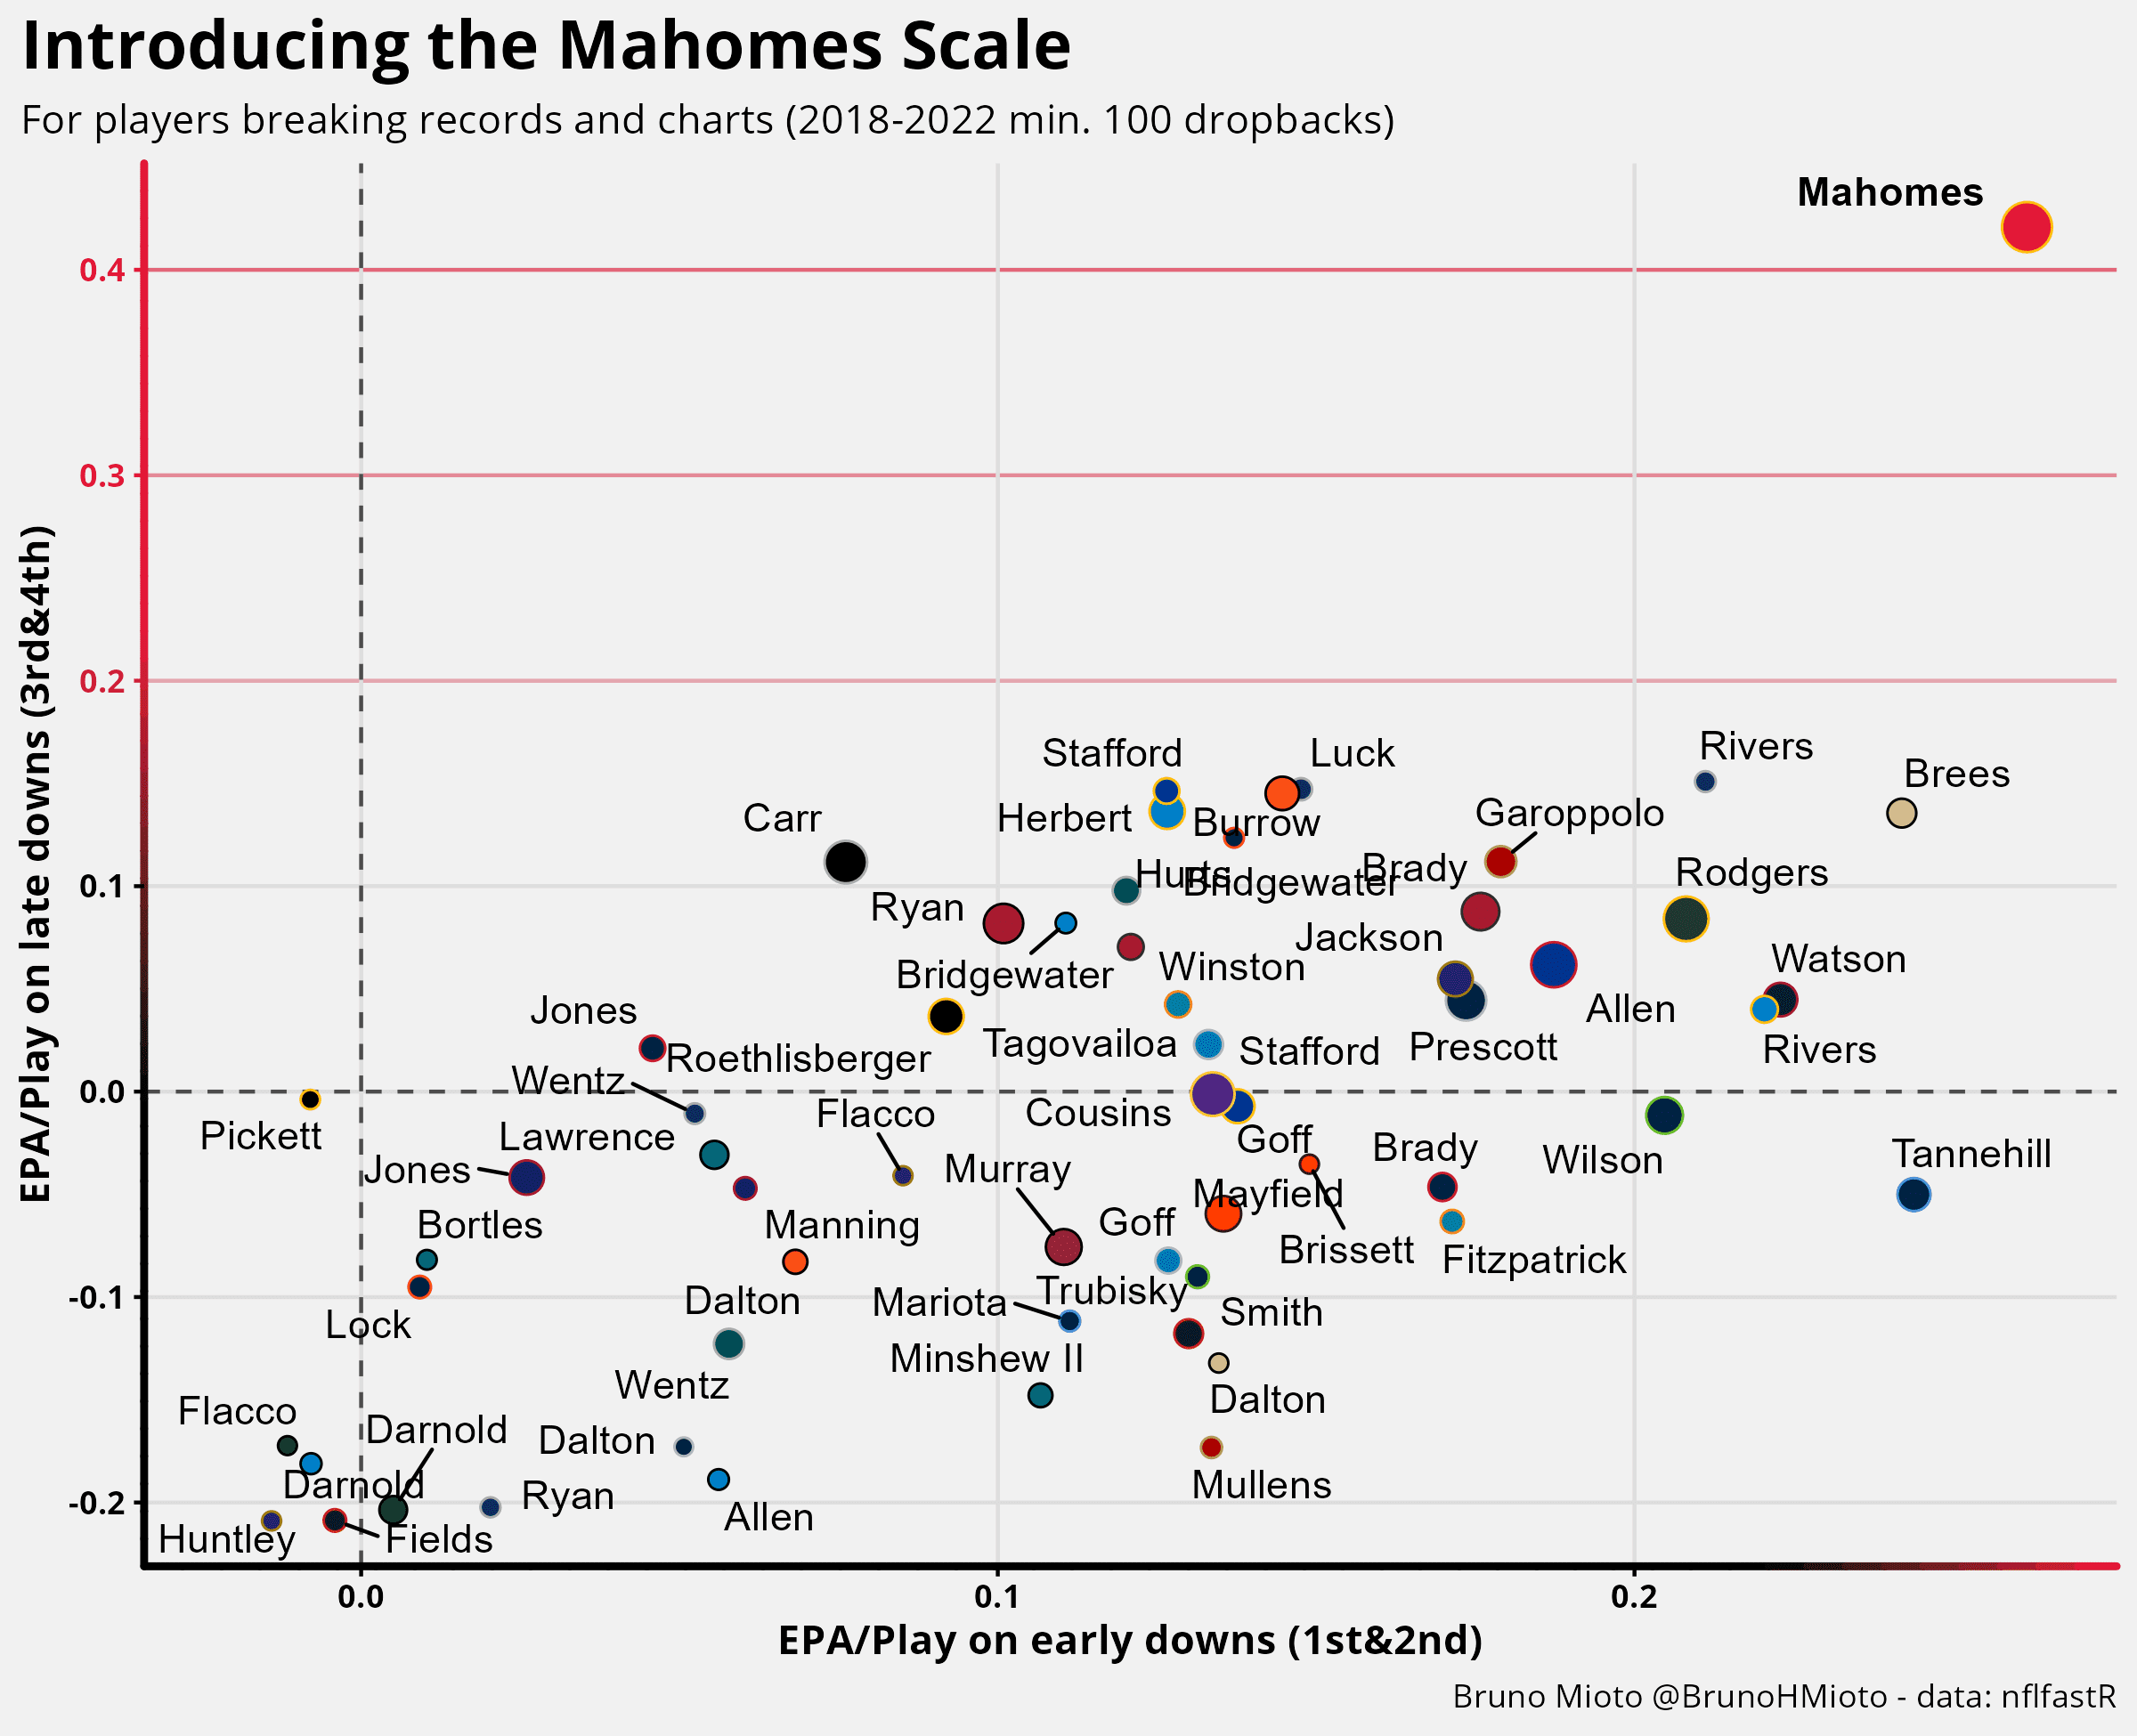 Introducing the Mahomes Scale
For players breaking records and charts (2018-2022 min. 100 dropbacks)
Mahomes
0.4
0.3
0.2
Rivers
Stafford
Luck
Brees
Garoppolo
Carr
Herbert
Burrow
Brady
Rodgers
Hurts
Bridgewater
0.1
Ryan
Jackson
Winston
Watson
Bridgewater
Jones
Allen
Tagovailoa
Stafford
Prescott
Rivers
Roethlisberger
Wentz
0.0
Flacco
Cousins
Pickett
Lawrence
Goff
Brady
Wilson
Tannehill
Jones
Murray
Mayfield
Bortles
Manning
Goff
Brissett
Fitzpatrick
-0.1
Dalton
Mariota
Trubisky
Smith
Lock
Minshew II
Wentz
Dalton
Flacco
Darnold
Dalton
Darnold
Mullens
-0.2
Ryan
Allen
Huntley
Fields
EPA/Play on late downs (3rd&4th)
0.0
0.1
0.2
EPA/Play on early downs (1st&2nd)
Bruno Mioto @BrunoHMioto - data: nflfastR